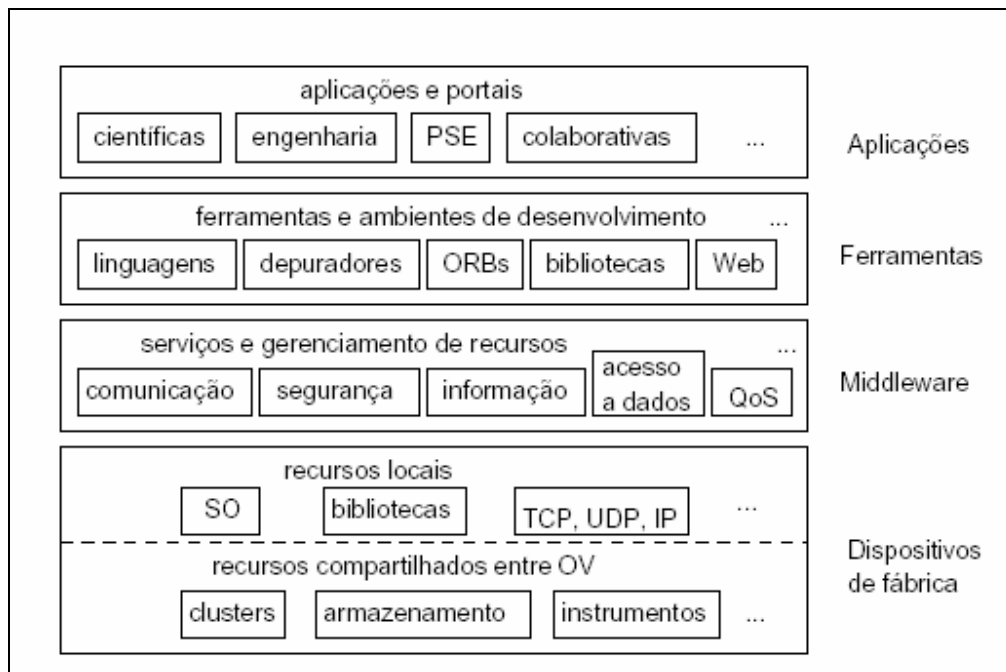 aplicações e portais
científicas engenharia PSE colaborativas ...
Aplicações
ferramentas e ambientes de desenvolvimento ...
linguagens depuradores ORBs bibliotecas Web
Ferramentas
serviços e gerenciamento de recursos ...
comunicação segurança informação acesso
a dados QoS
Middleware
recursos locais
SO bibliotecas TCP, UDP, IP ...
recursos compartilhados entre OV
clusters armazenamento instrumentos ...
Dispositivos
de fábrica